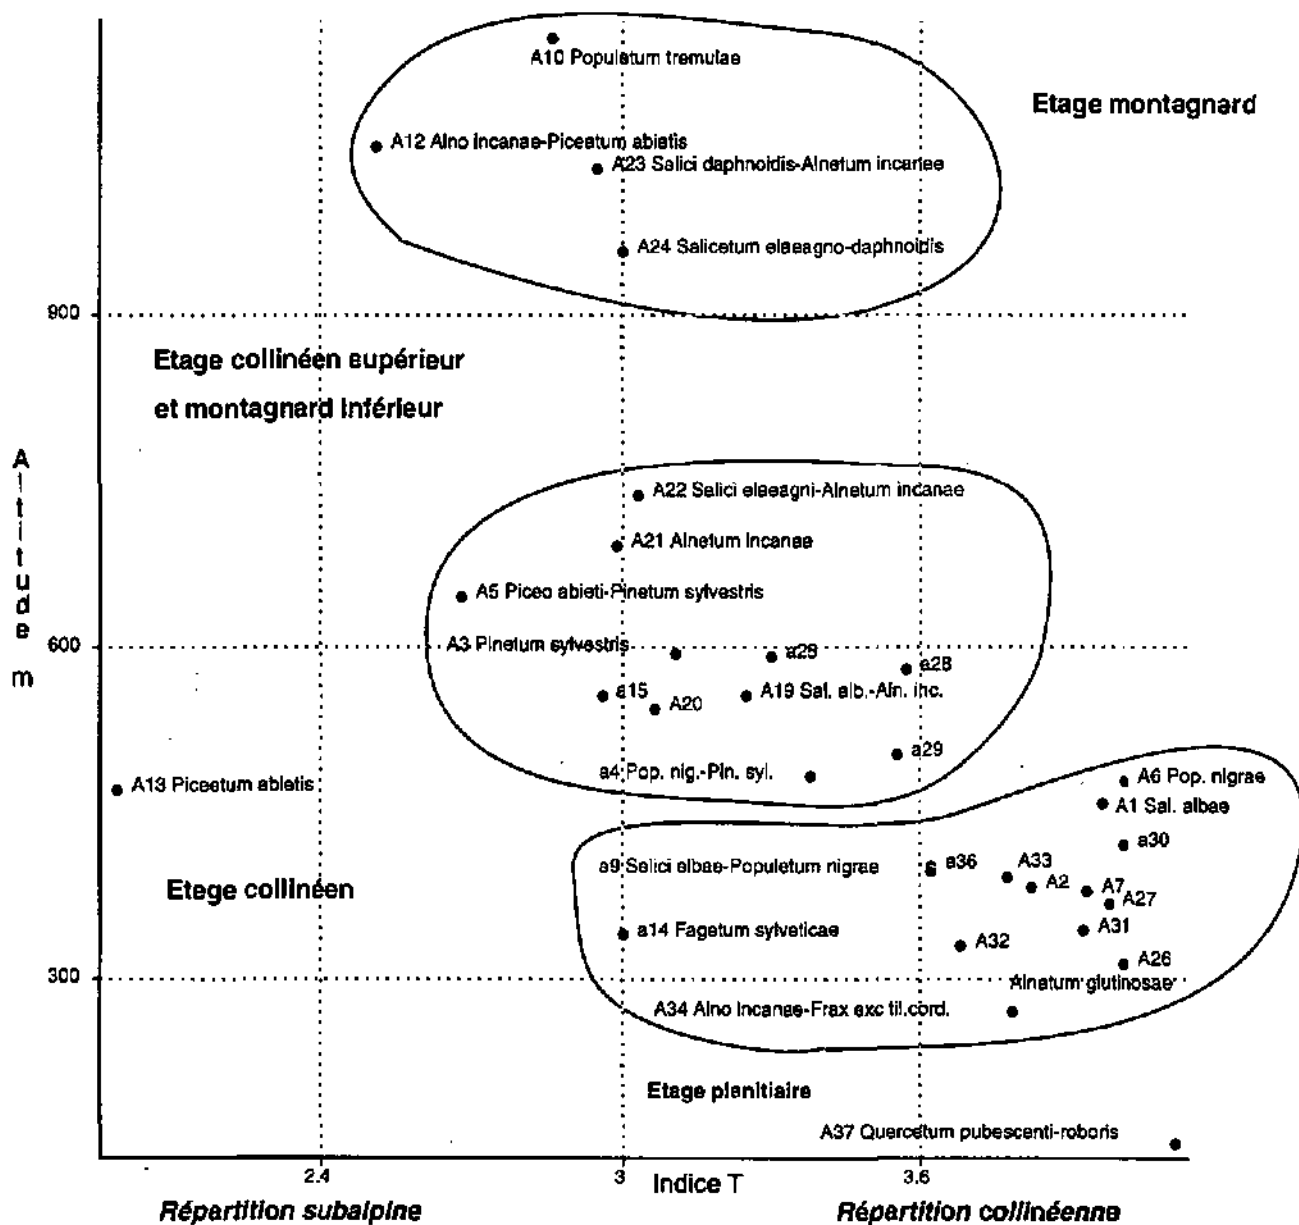 A10 Populetum tremulae
Etage montagnard
A12 Alno incanae-Piceetum abietis
A23 Salici daphnoidis-Alnetum incanae
A24 Salicetum elaeagno-daphnoidis
900
Etage collinéen supérieur
et montagnard inférieur
Altitude m
A22 Salici elaeagni-Alnetum incanae
A21 Alnetum incanae
A5 Piceo abieti-Pinetum sylvestris
600
A3 Pinetum sylvestris
a25
a28
a15
A20
A19 Sal. alb.-Aln. inc.
a29
a4 Pop. nig.-Pin. syl.
A13 Piceetum abietis
A6 Pop. nigrae
A1 Sal. albae
a30
a9 Salici albae-Populetum nigrae
a36
A33
A2
A7
A27
Etege collinéen
a14 Fagetum sylveticae
A32
A31
A26
300
Alnetum glutinosae
A34 Alno incanae-Frax exc til.cord.
Etage planitiaire
A37 Quercetum pubescenti-roboris
2.4
3
Indice T
3.6
Répartition subalpine
Répartition collinéenne